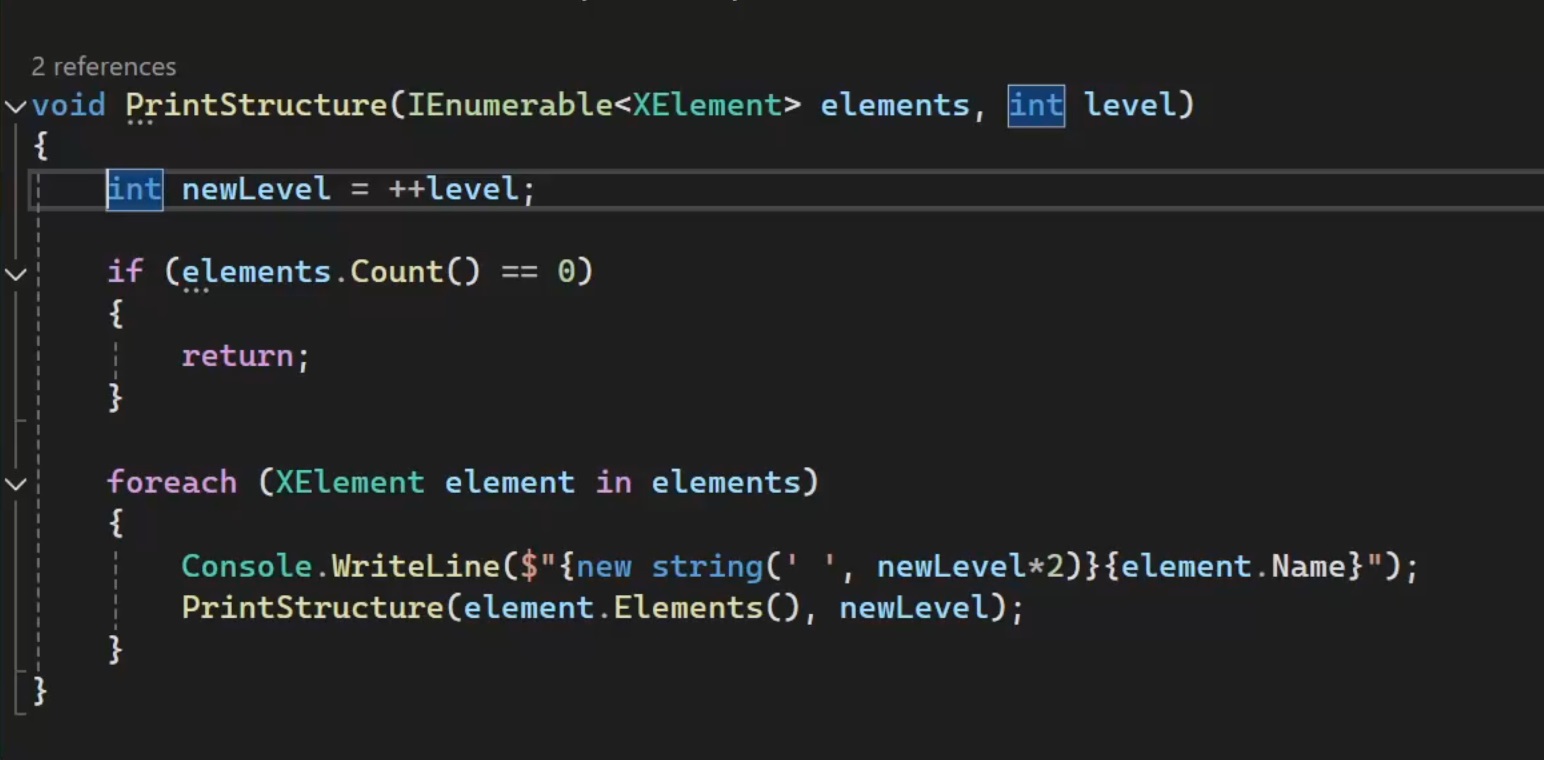 2 references
void PrintStructure(IEnumerable<XElement> elements, int level)
{
int newLevel = ++level;
if (elements.Count() == 0)
{
return;
}
foreach (XElement element in elements)
{
Console.WriteLine($"{new string(' ', newLevel*2)}{element.Name}");
PrintStructure(element.Elements(), newLevel);
}
}